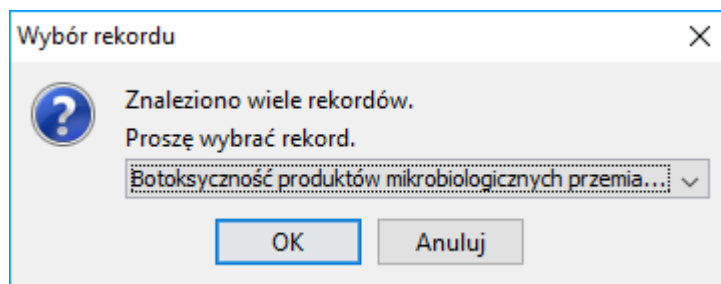 Wybór rekordu
Znaleziono wiele rekordów.
Proszę wybrać rekord.
Botoksyczność produktów mikrobiologicznych przemia...
OK
Anuluj